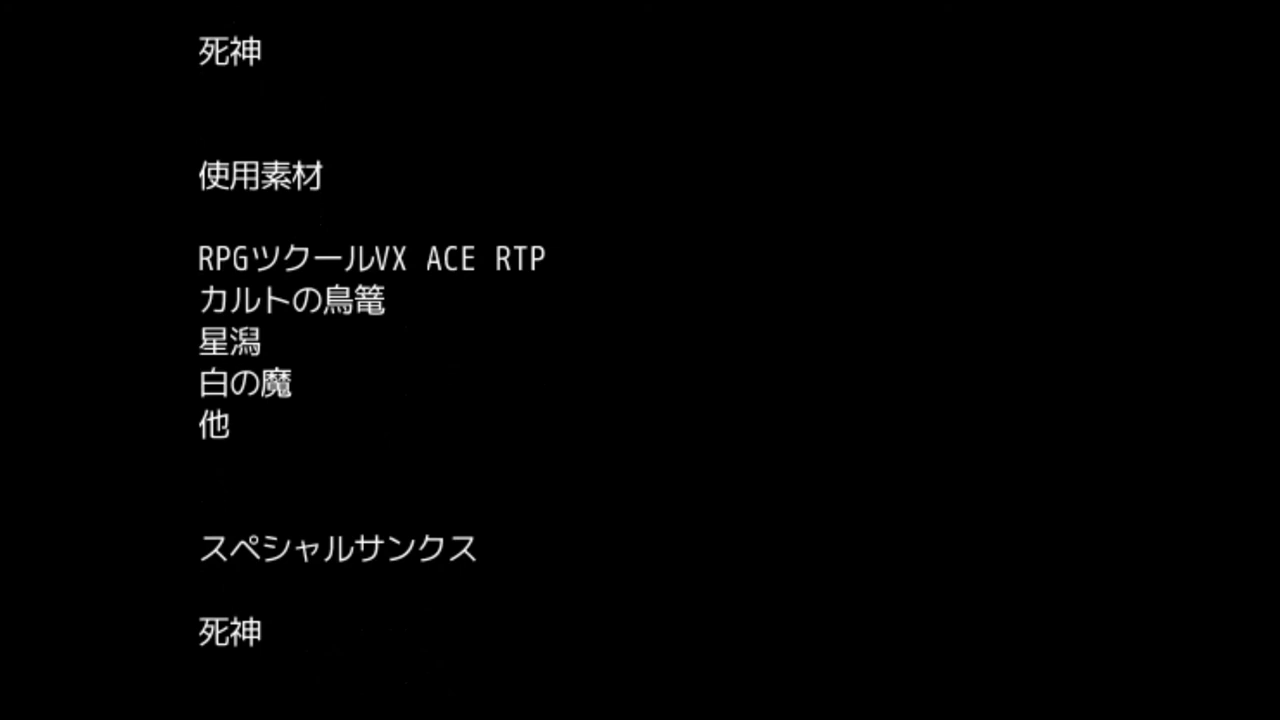 死神
使用素材
RPGツクールVX ACE RTP
カルトの鳥篭
星潟
白の魔
他
スペシャルサンクス
死神